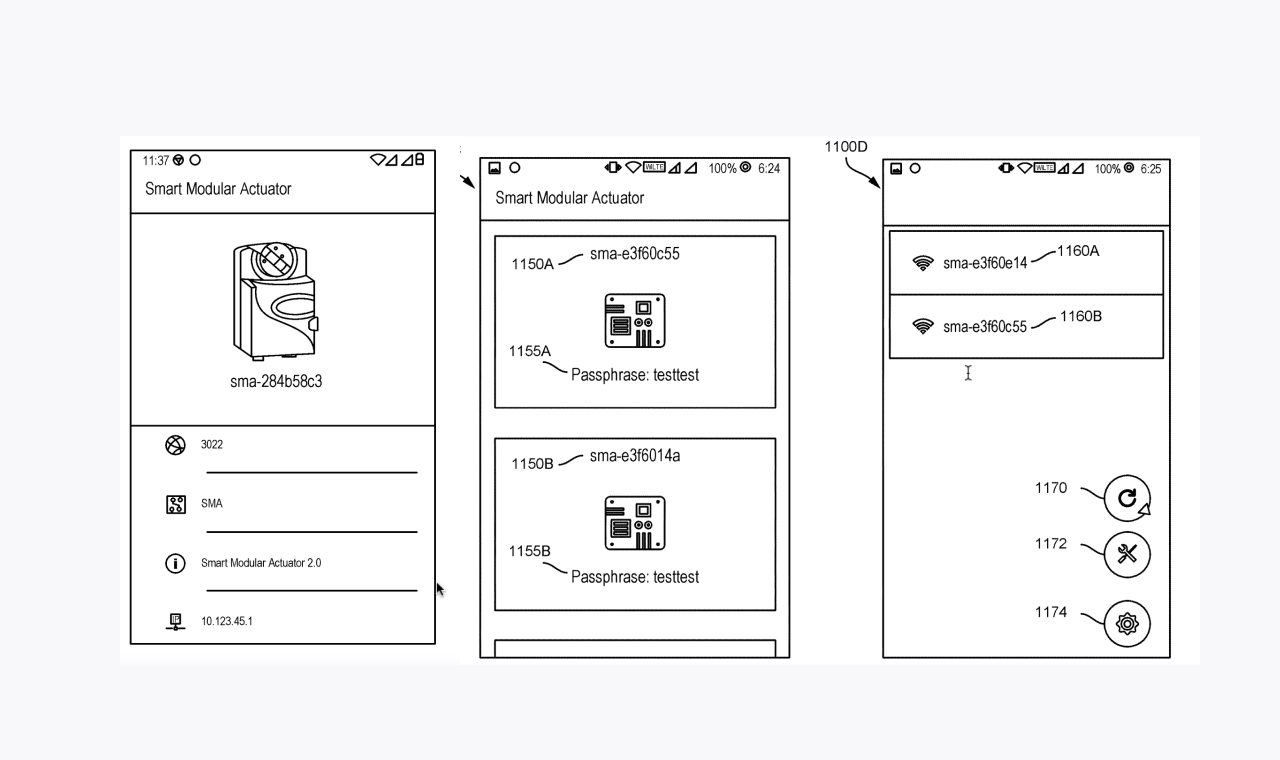 11:37
Smart Modular Actuator
sma-284b58c3
3022
SMA
Smart Modular Actuator 2.0
IP
10.123.45.1
100% 6:24
Smart Modular Actuator
sma-e3f60c55
1150A
1155A
Passphrase: testtest
sma-e3f6014a
1150B
1155B
Passphrase: testtest
1100D
100% 6:25
sma-e3f60e14 1160A
sma-e3f60c55 1160B
1170
1172
1174